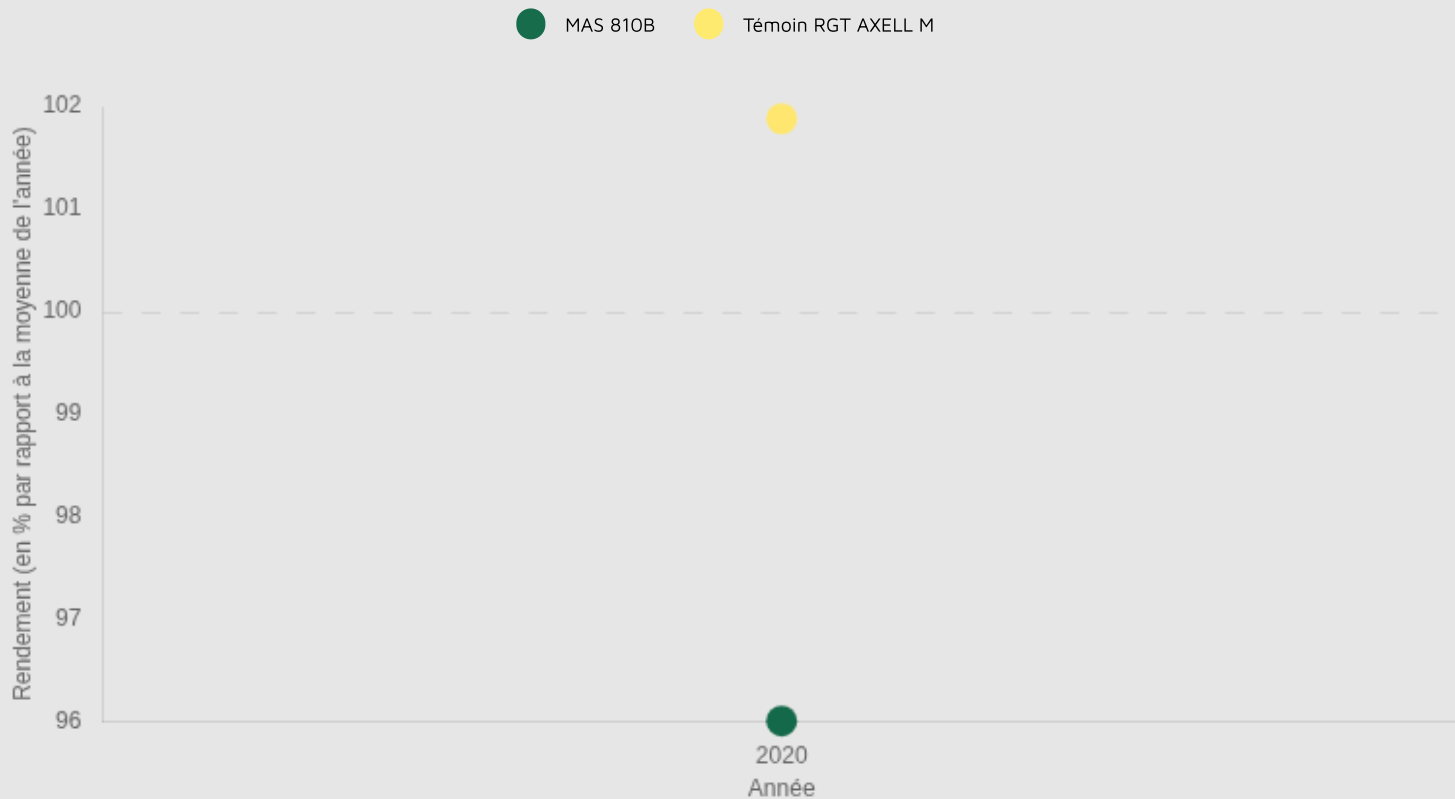 MAS 810B
Témoin RGT AXELL M
Rendement (en % par rapport à la moyenne de l'année)
102
101
100
99
98
97
96
2020
Année